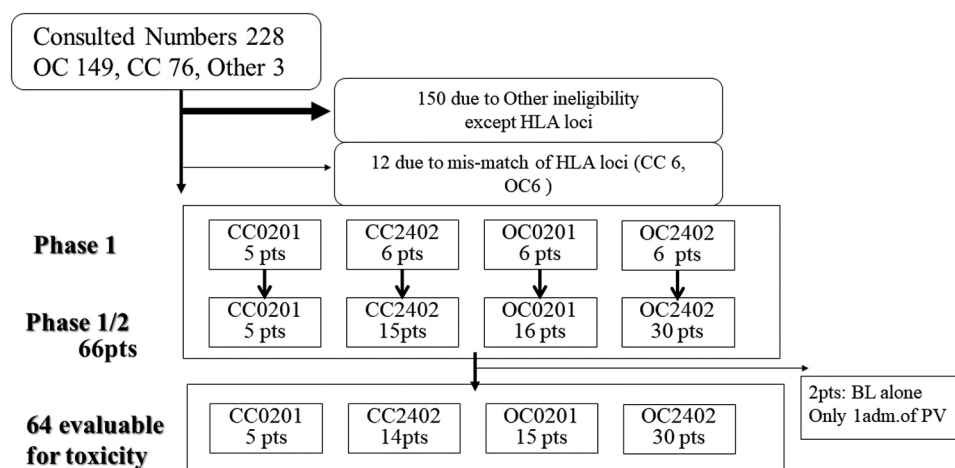 Consulted Numbers 228
OC 149, CC 76, Other 3
150 due to Other ineligibility
except HLA loci
12 due to mis-match of HLA loci (CC 6,
OC6 )
Phase 1
CC0201
5 pts
CC2402
6 pts
OC0201
6 pts
OC2402
6 pts
Phase 1/2
66pts
CC0201
5 pts
CC2402
15pts
OC0201
16 pts
OC2402
30 pts
2pts: BL alone
Only 1adm.of PV
64 evaluable
for toxicity
CC0201
5 pts
CC2402
14pts
OC0201
15 pts
OC2402
30 pts